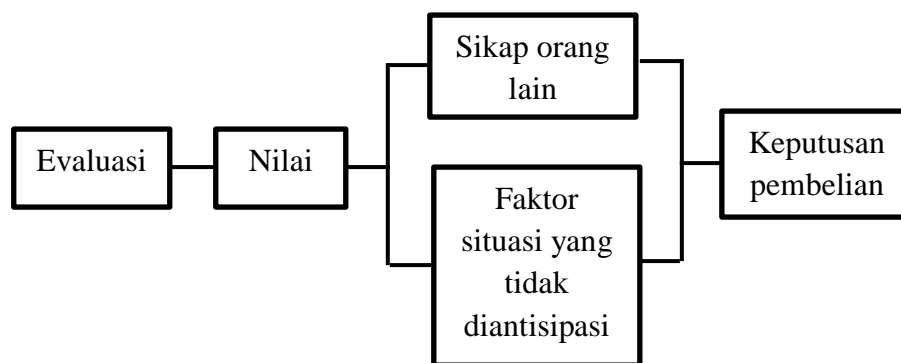 Evaluasi
Nilai
Sikap orang
lain
Faktor
situasi yang
tidak
diantisipasi
Keputusan
pembelian